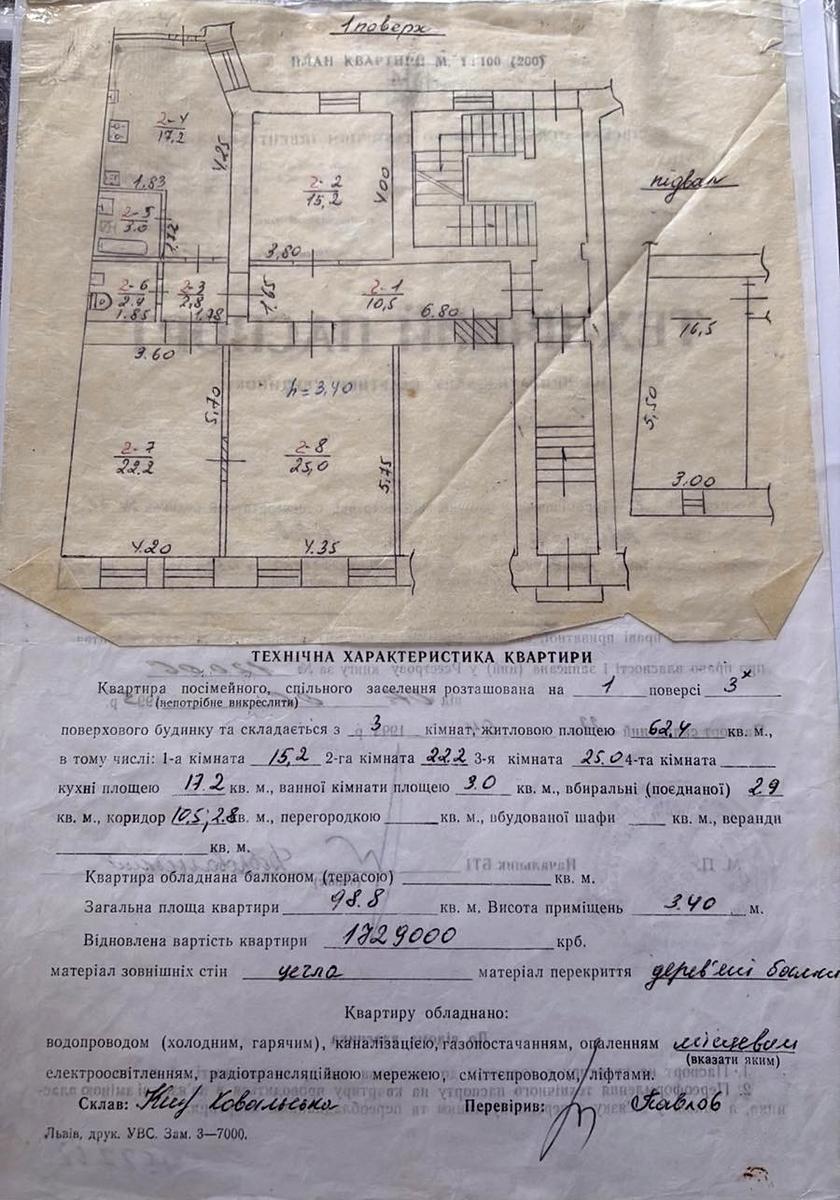 1 поверх
ПЛАН КВАРТИРИ М. 1 : 100 (200)
2-4
17,2
4.25
1.83
2-5
3.0
1.72
2-2
15,2
4.00
3,80
підвал
2-6
2.9
1.85
2-3
2,8
1.78
1.65
2-1
10,5
6.80
16,5
5,50
3.00
3.60
5,70
h=3,40
2-7
22.2
2-8
25,0
5,75
4.20
4.35
ТЕХНІЧНА ХАРАКТЕРИСТИКА КВАРТИРИ
Квартира посімейного, спільного заселення розташована на 1 поверсі 3х
(непотрібне викреслити)
поверхового будинку та складається з 3 кімнат, житловою площею 62,4 кв. м.,
в тому числі: 1-а кімната 15,2 2-га кімната 22.2 3-я кімната 25.0 4-та кімната
кухні площею 17.2 кв. м., ванної кімнати площею 3.0 кв. м., вбиральні (поєднаної) 2.9
кв. м., коридор 10,5; 2.8 кв. м., перегородкою кв. м., вбудованої шафи кв. м., веранди
кв. м.
Квартира обладнана балконом (терасою) кв. м.
Загальна площа квартири 98.8 кв. м. Висота приміщень 3.40 м.
Відновлена вартість квартири 1729000 крб.
матеріал зовнішніх стін цегла матеріал перекриття дерев'яні балки
Квартиру обладнано:
водопроводом (холодним, гарячим), каналізацією, газопостачанням, опаленням місцевим
(вказати яким)
електроосвітленням, радіотрансляційною мережею, сміттєпроводом, ліфтами.
Склав: Ковальська Перевірив: Павлов
Львів, друк. УВС. Зам. 3—7000.